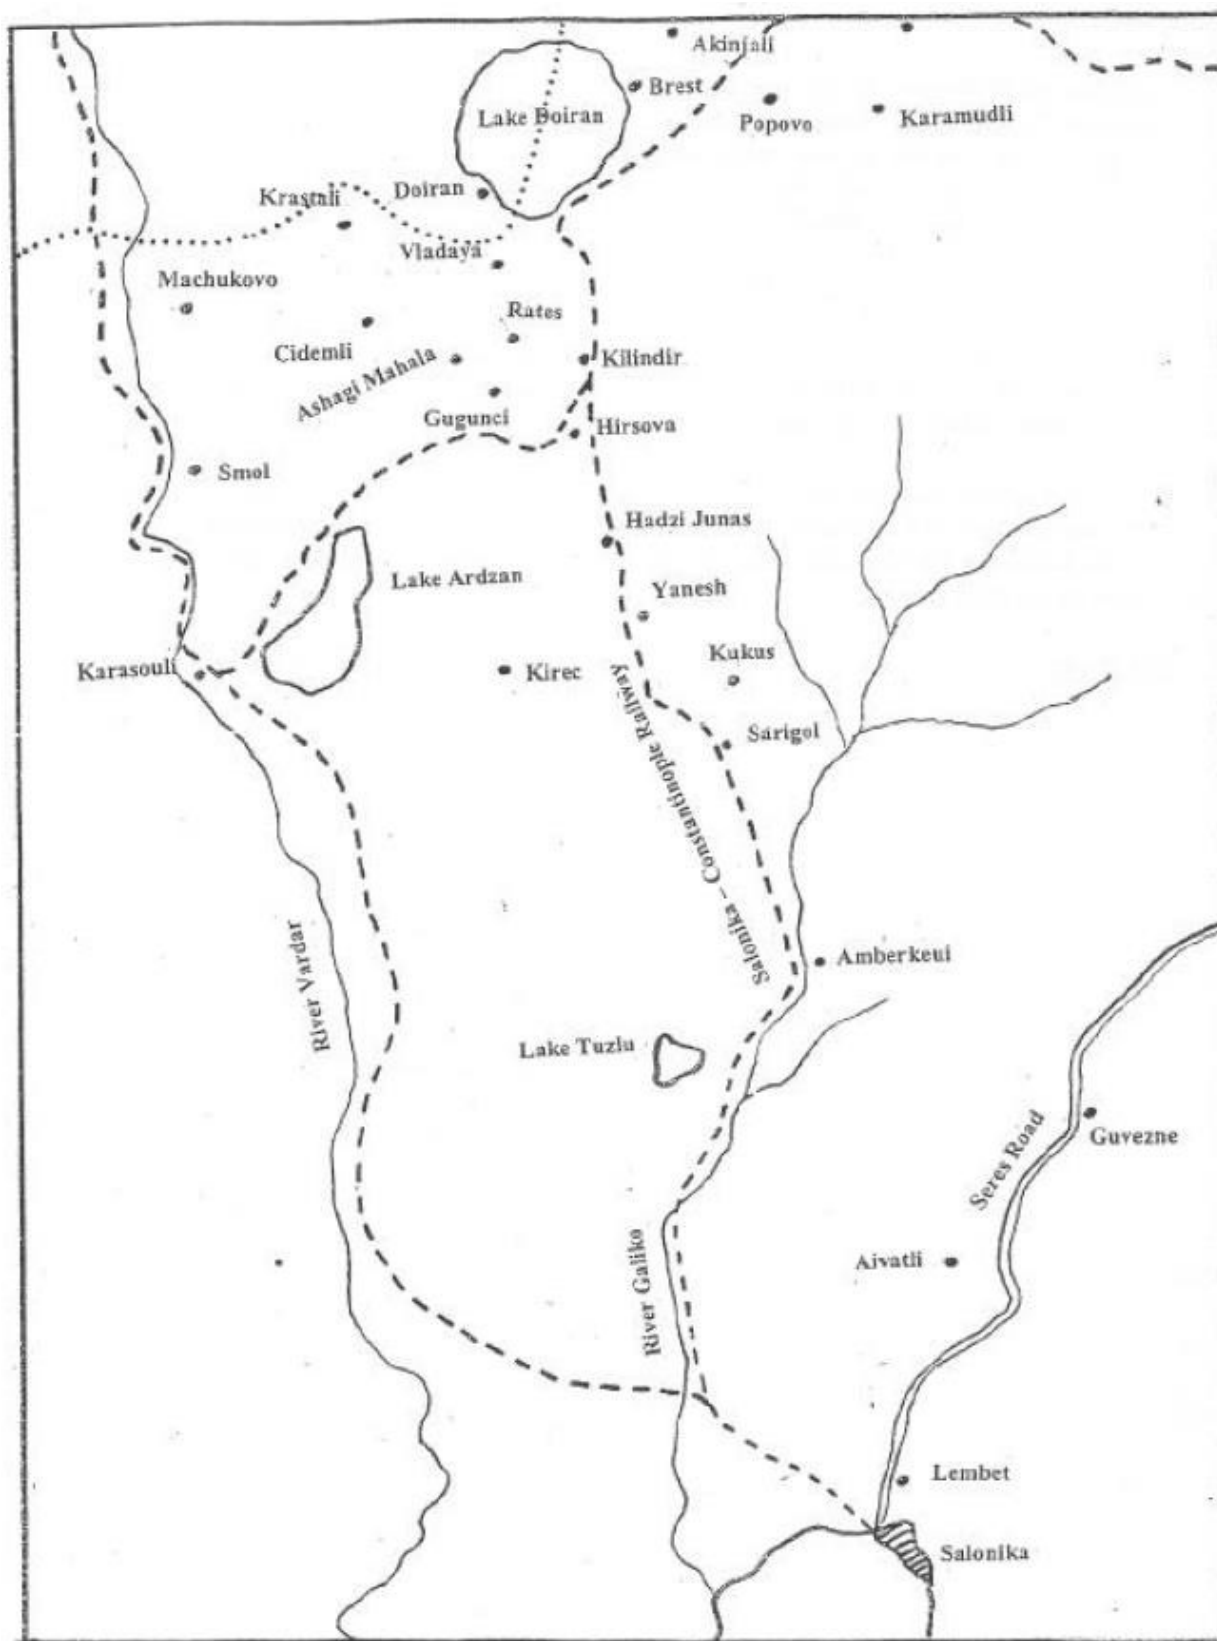 Akinjali
Brest
Lake Doiran
Popovo
Karamudli
Krastali
Doiran
Vladaya
Machukovo
Rates
Cidemli
Ashagi Mahala
Kilindir
Gugunci
Hirsova
Smol
Hadzi Junas
Lake Ardzan
Yanesh
Kukus
Karasouli
Kirec
Sarigol
Salonika – Constantinople Railway
River Vardar
Amberkeui
Lake Tuzlu
Guvezne
Seres Road
Aivatli
River Galiko
Lembet
Salonika